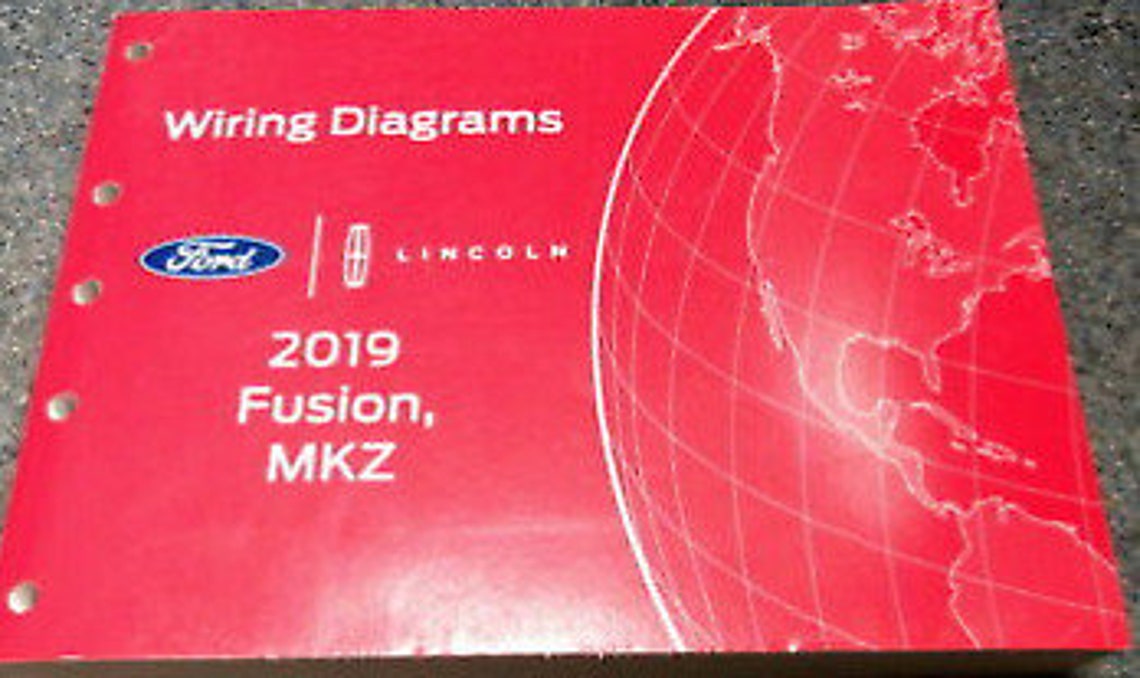 Wiring Diagrams
Ford LINCOLN
2019
Fusion,
MKZ